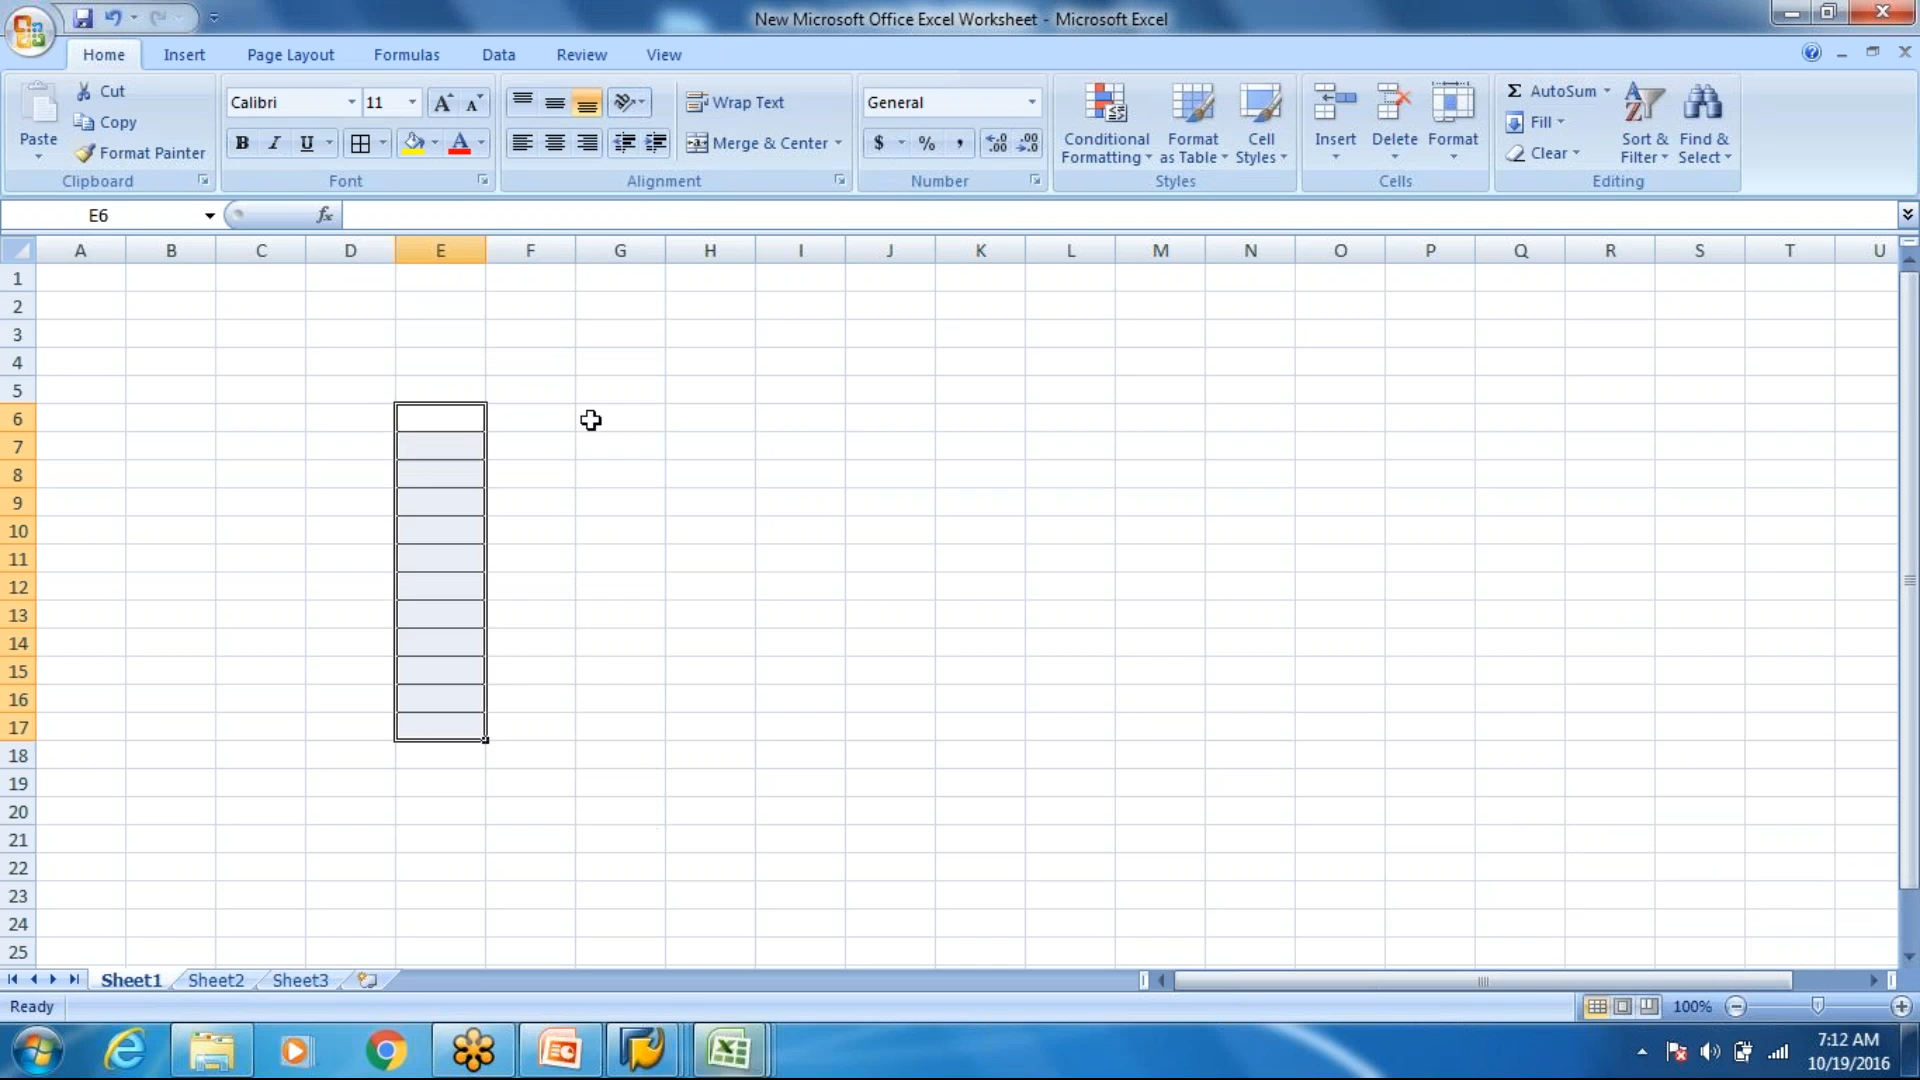 New Microsoft Office Excel Worksheet - Microsoft Excel
Home Insert Page Layout Formulas Data Review View
Paste
Cut
Copy
Format Painter
Clipboard
Calibri 11
B I U A
Font
Wrap Text
Merge & Center
Alignment
General
$ % ,
Number
Conditional Formatting
Format as Table
Cell Styles
Styles
Insert Delete Format
Cells
Σ AutoSum
Fill
Clear
Sort & Filter
Find & Select
Editing
E6 fx
A B C D E F G H I J K L M N O P Q R S T U
1
2
3
4
5
6
7
8
9
10
11
12
13
14
15
16
17
18
19
20
21
22
23
24
25
Sheet1 Sheet2 Sheet3
Ready 100%
7:12 AM
10/19/2016